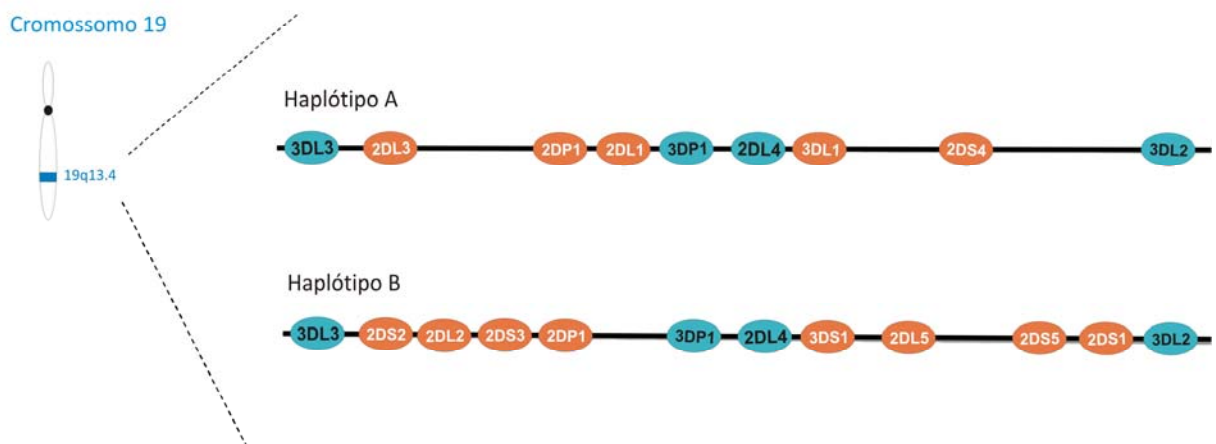 Cromossomo 19
19q13.4
Haplótipo A
3DL3 2DL3 2DP1 2DL1 3DP1 2DL4 3DL1 2DS4 3DL2
Haplótipo B
3DL3 2DS2 2DL2 2DS3 2DP1 3DP1 2DL4 3DS1 2DL5 2DS5 2DS1 3DL2